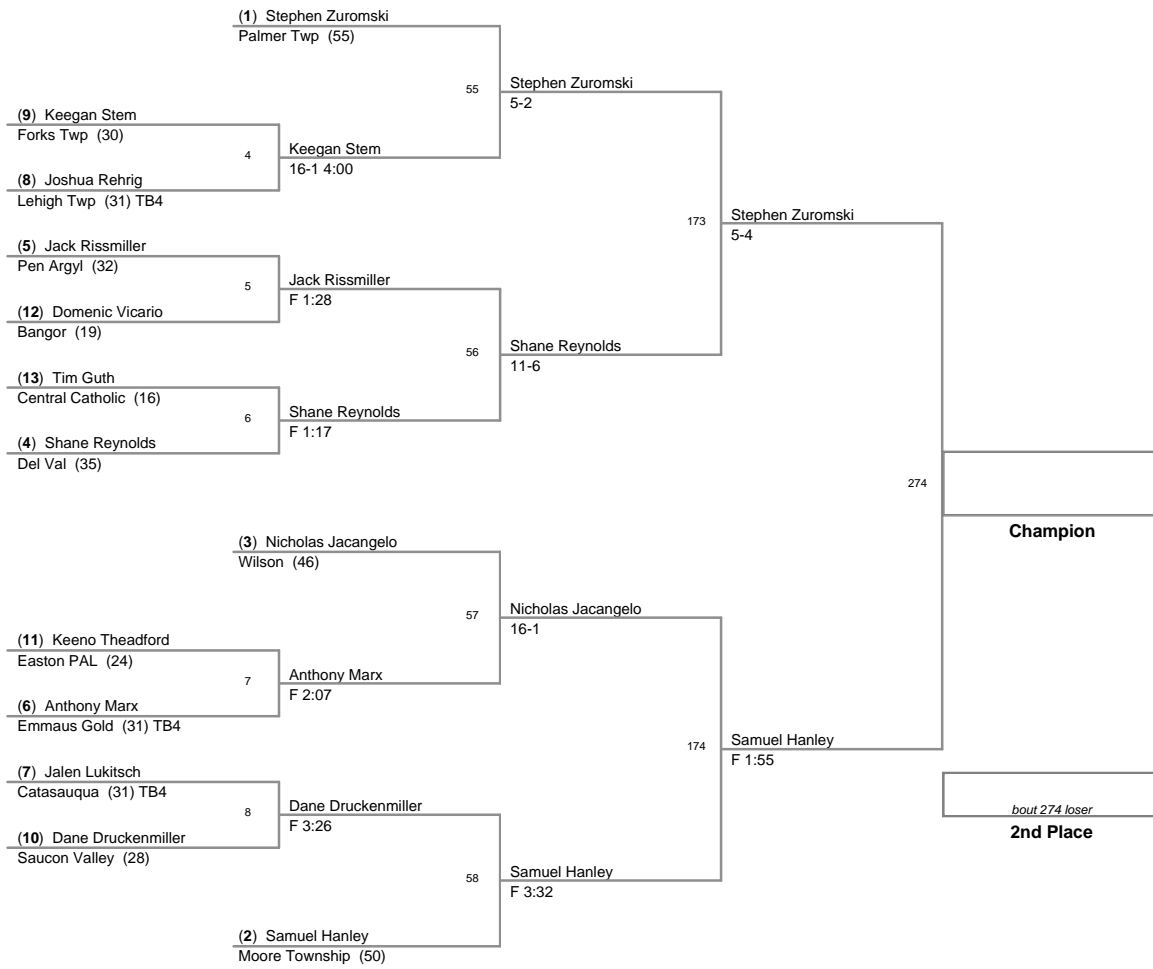 (1) Stephen Zuromski
Palmer Twp (55)
55
Stephen Zuromski
5-2
(9) Keegan Stem
Forks Twp (30)
4
Keegan Stem
16-1 4:00
(8) Joshua Rehrig
Lehigh Twp (31) TB4
173
Stephen Zuromski
5-4
(5) Jack Rissmiller
Pen Argyl (32)
5
Jack Rissmiller
F 1:28
(12) Domenic Vicario
Bangor (19)
56
Shane Reynolds
11-6
(13) Tim Guth
Central Catholic (16)
6
Shane Reynolds
F 1:17
(4) Shane Reynolds
Del Val (35)
274
Champion
(3) Nicholas Jacangelo
Wilson (46)
57
Nicholas Jacangelo
16-1
(11) Keeno Theadford
Easton PAL (24)
7
Anthony Marx
F 2:07
(6) Anthony Marx
Emmaus Gold (31) TB4
174
Samuel Hanley
F 1:55
(7) Jalen Lukitsch
Catasauqua (31) TB4
8
Dane Druckenmiller
F 3:26
(10) Dane Druckenmiller
Saucon Valley (28)
bout 274 loser
2nd Place
58
Samuel Hanley
F 3:32
(2) Samuel Hanley
Moore Township (50)